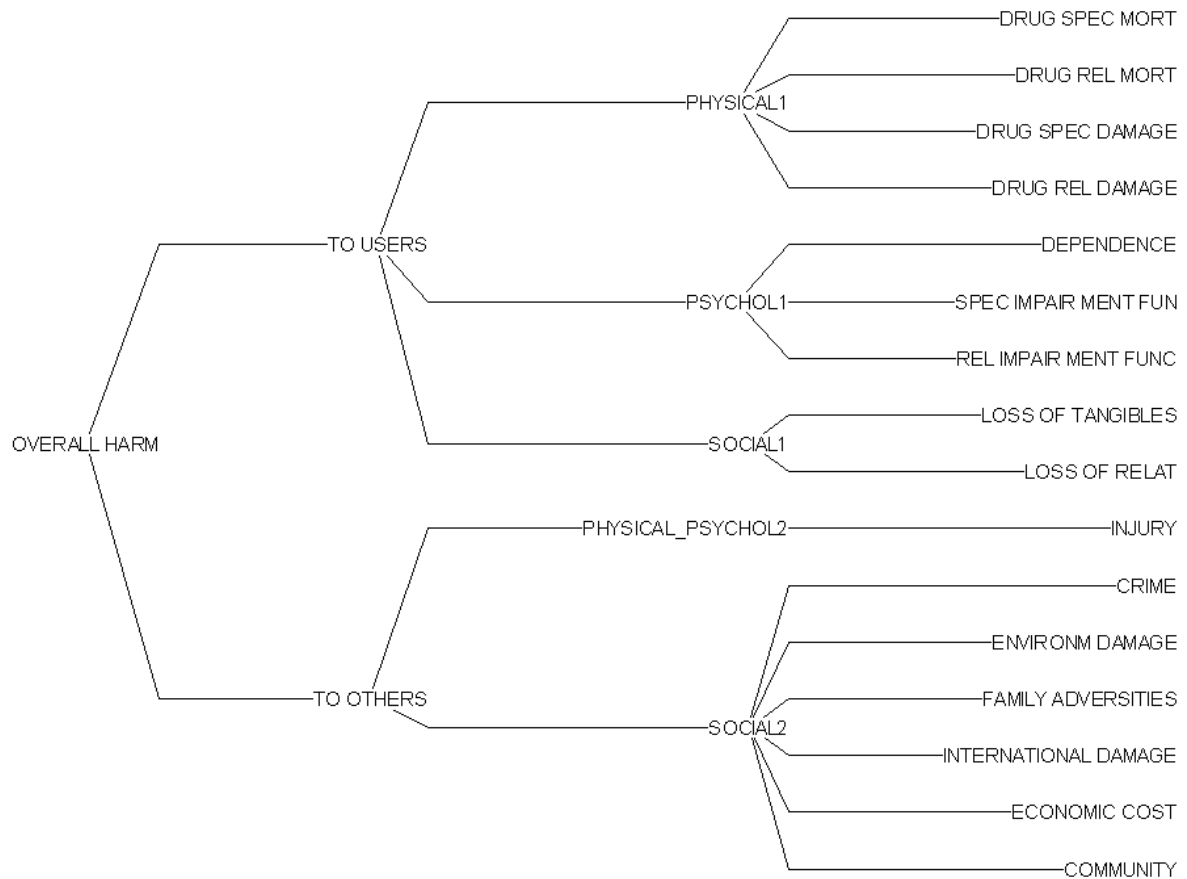 DRUG SPEC MORT
DRUG REL MORT
PHYSICAL1
DRUG SPEC DAMAGE
DRUG REL DAMAGE
TO USERS
DEPENDENCE
PSYCHOL1
SPEC IMPAIR MENT FUN
REL IMPAIR MENT FUNC
LOSS OF TANGIBLES
OVERALL HARM
SOCIAL1
LOSS OF RELAT
PHYSICAL_PSYCHOL2
INJURY
CRIME
ENVIRONM DAMAGE
TO OTHERS
FAMILY ADVERSITIES
SOCIAL2
INTERNATIONAL DAMAGE
ECONOMIC COST
COMMUNITY